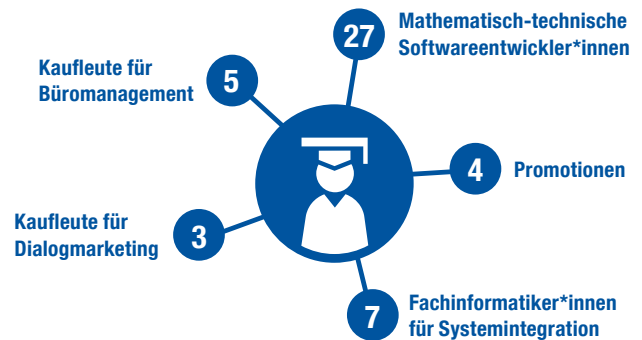 27
Mathematisch-technische
Softwareentwickler*innen
5
Kaufleute für
Büromanagement
4
Promotionen
3
Kaufleute für
Dialogmarketing
7
Fachinformatiker*innen
für Systemintegration